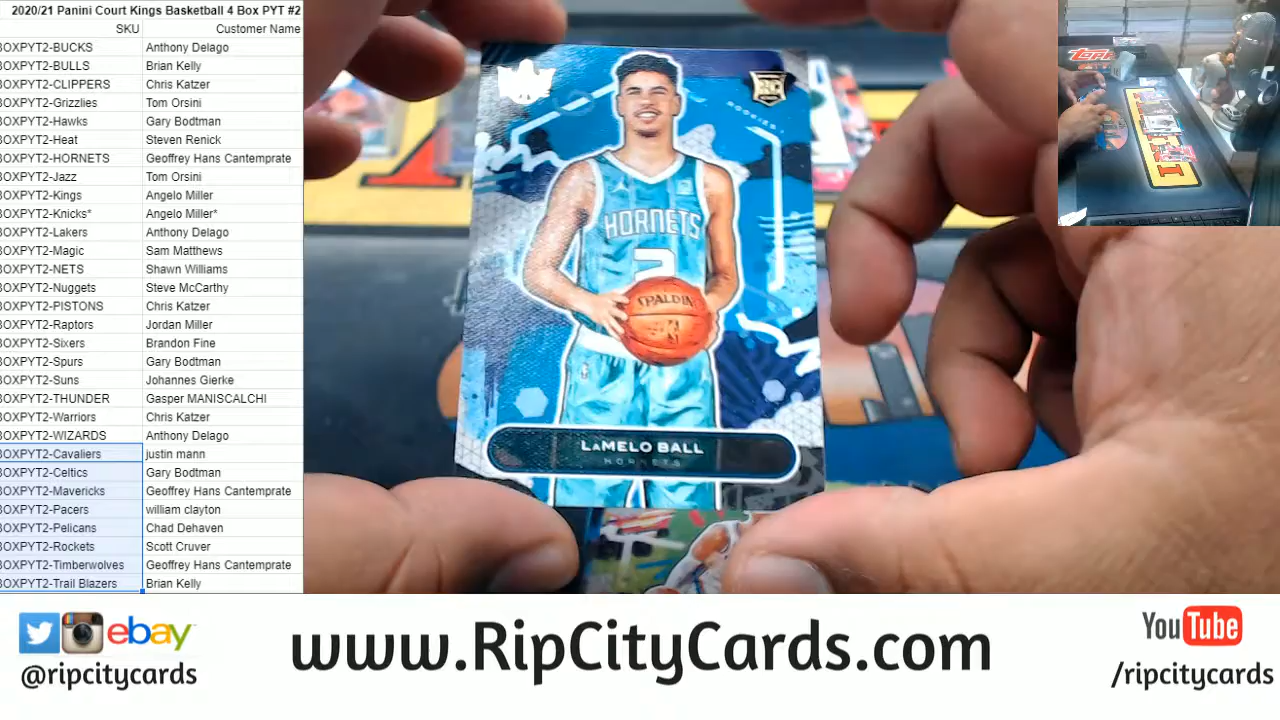 2020/21 Panini Court Kings Basketball 4 Box PYT #2
SKU Customer Name
BOXPYT2-BUCKS Anthony Delago
BOXPYT2-BULLS Brian Kelly
BOXPYT2-CLIPPERS Chris Katzer
BOXPYT2-Grizzlies Tom Orsini
BOXPYT2-Hawks Gary Bodtman
BOXPYT2-Heat Steven Renick
BOXPYT2-HORNETS Geoffrey Hans Cantemprate
BOXPYT2-Jazz Tom Orsini
BOXPYT2-Kings Angelo Miller
BOXPYT2-Knicks* Angelo Miller*
BOXPYT2-Lakers Anthony Delago
BOXPYT2-Magic Sam Matthews
BOXPYT2-NETS Shawn Williams
BOXPYT2-Nuggets Steve McCarthy
BOXPYT2-PISTONS Chris Katzer
BOXPYT2-Raptors Jordan Miller
BOXPYT2-Sixers Brandon Fine
BOXPYT2-Spurs Gary Bodtman
BOXPYT2-Suns Johannes Gierke
BOXPYT2-THUNDER Gasper MANISCALCHI
BOXPYT2-Warriors Chris Katzer
BOXPYT2-WIZARDS Anthony Delago
BOXPYT2-Cavaliers justin mann
BOXPYT2-Celtics Gary Bodtman
BOXPYT2-Mavericks Geoffrey Hans Cantemprate
BOXPYT2-Pacers william clayton
BOXPYT2-Pelicans Chad Dehaven
BOXPYT2-Rockets Scott Cruver
BOXPYT2-Timberwolves Geoffrey Hans Cantemprate
BOXPYT2-Trail Blazers Brian Kelly
RC
ROOKIES I
HORNETS
2
SPALDING
LAMELO BALL
HORNETS
TOPPS
ebay
@ripcitycards
www.RipCityCards.com
YouTube
/ripcitycards